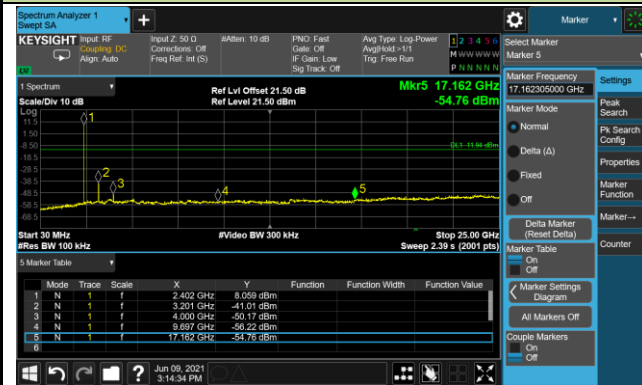 Spectrum Analyzer 1
Swept SA
Marker
KEYSIGHT
Input: RF
Coupling: DC
Align: Auto
Input Z: 50 Ω
Corrections: Off
Freq Ref: Int (S)
#Atten: 10 dB
PNO: Fast
Gate: Off
IF Gain: Low
Sig Track: Off
Avg Type: Log-Power
Avg|Hold:>1/1
Trig: Free Run
1 2 3 4 5 6
M W W W W W
P N N N N N
Select Marker
Marker 5
Marker Frequency
17.162305000 GHz
Marker Mode
Normal
Delta (Δ)
Fixed
Off
Delta Marker
(Reset Delta)
Marker Table
On
Off
Marker Settings
Diagram
All Markers Off
Couple Markers
On
Off
Settings
Peak
Search
Pk Search
Config
Properties
Marker
Function
Marker→
Counter
1 Spectrum
Scale/Div 10 dB
Log
Ref Lvl Offset 21.50 dB
Ref Level 21.50 dBm
Mkr5 17.162 GHz
-54.76 dBm
11.5
1.50
-8.50
-18.5
-28.5
-38.5
-48.5
-58.5
-68.5
1
2
3
4
5
DL1 -11.94 dBm
Start 30 MHz
#Res BW 100 kHz
#Video BW 300 kHz
Stop 25.00 GHz
Sweep 2.39 s (2001 pts)
5 Marker Table
Mode Trace Scale X Y Function Function Width Function Value
1 N 1 f 2.402 GHz 8.059 dBm
2 N 1 f 3.201 GHz -41.01 dBm
3 N 1 f 4.000 GHz -50.17 dBm
4 N 1 f 9.697 GHz -56.22 dBm
5 N 1 f 17.162 GHz -54.76 dBm
6
Jun 09, 2021
3:14:34 PM